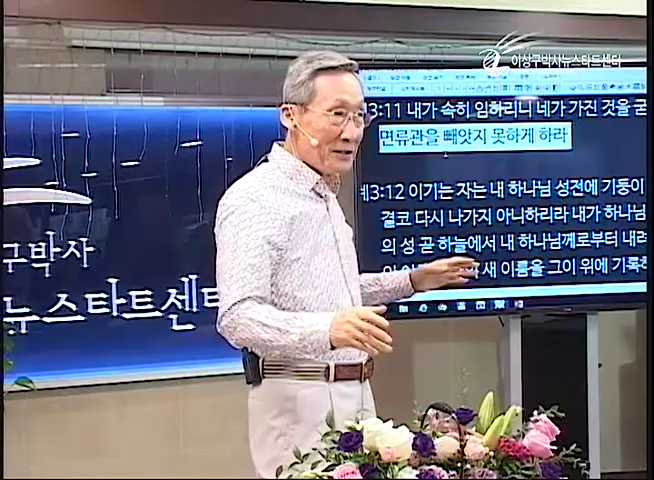 이상구박사뉴스타트센터
3:11 내가 속히 임하리니 네가 가진 것을 굳
면류관을 빼앗지 못하게 하라
3:12 이기는 자는 내 하나님 성전에 기둥이
결코 다시 나가지 아니하리라 내가 하나님
의 성 곧 하늘에서 내 하나님께로부터 내려
새 이름을 그이 위에 기록하
구박사
뉴스타트센터